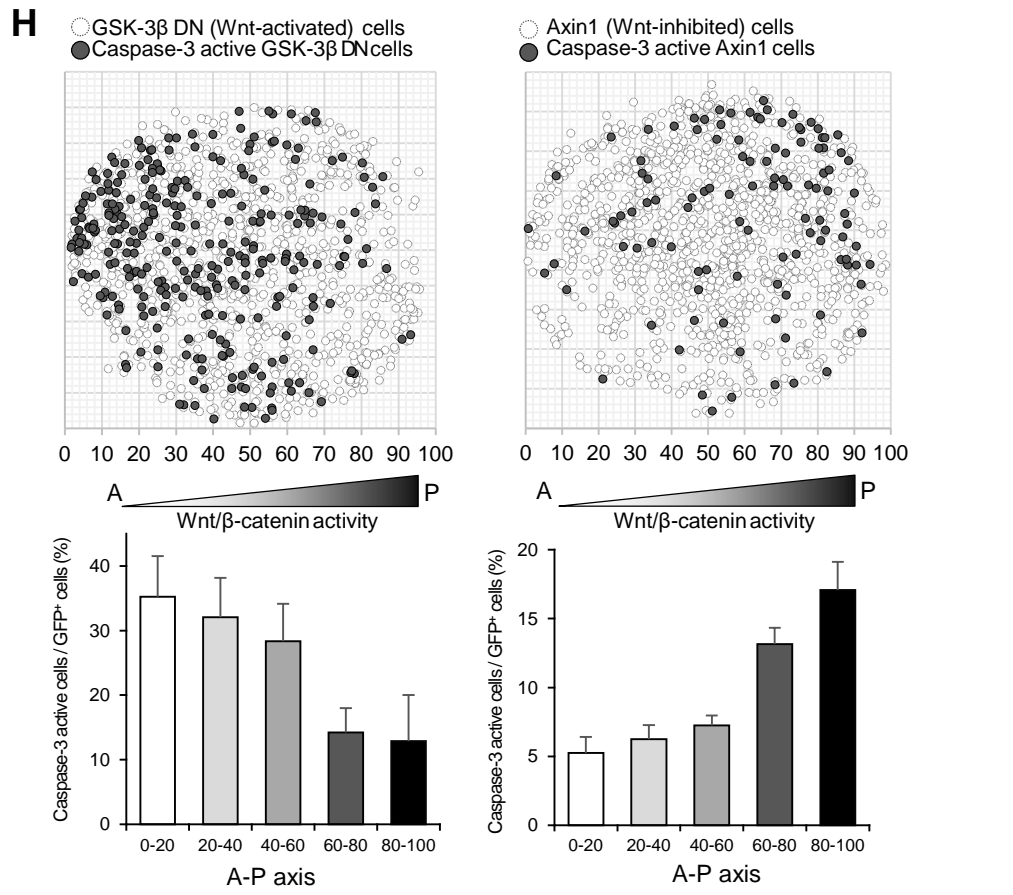 H
GSK-3β DN (Wnt-activated) cells
Caspase-3 active GSK-3β DN cells
Axin1 (Wnt-inhibited) cells
Caspase-3 active Axin1 cells
0 10 20 30 40 50 60 70 80 90 100
0 10 20 30 40 50 60 70 80 90 100
A P
Wnt/β-catenin activity
A P
Wnt/β-catenin activity
Caspase-3 active cells / GFP⁺ cells (%)
40
30
20
10
0
0-20 20-40 40-60 60-80 80-100
A-P axis
Caspase-3 active cells / GFP⁺ cells (%)
20
15
10
5
0
0-20 20-40 40-60 60-80 80-100
A-P axis